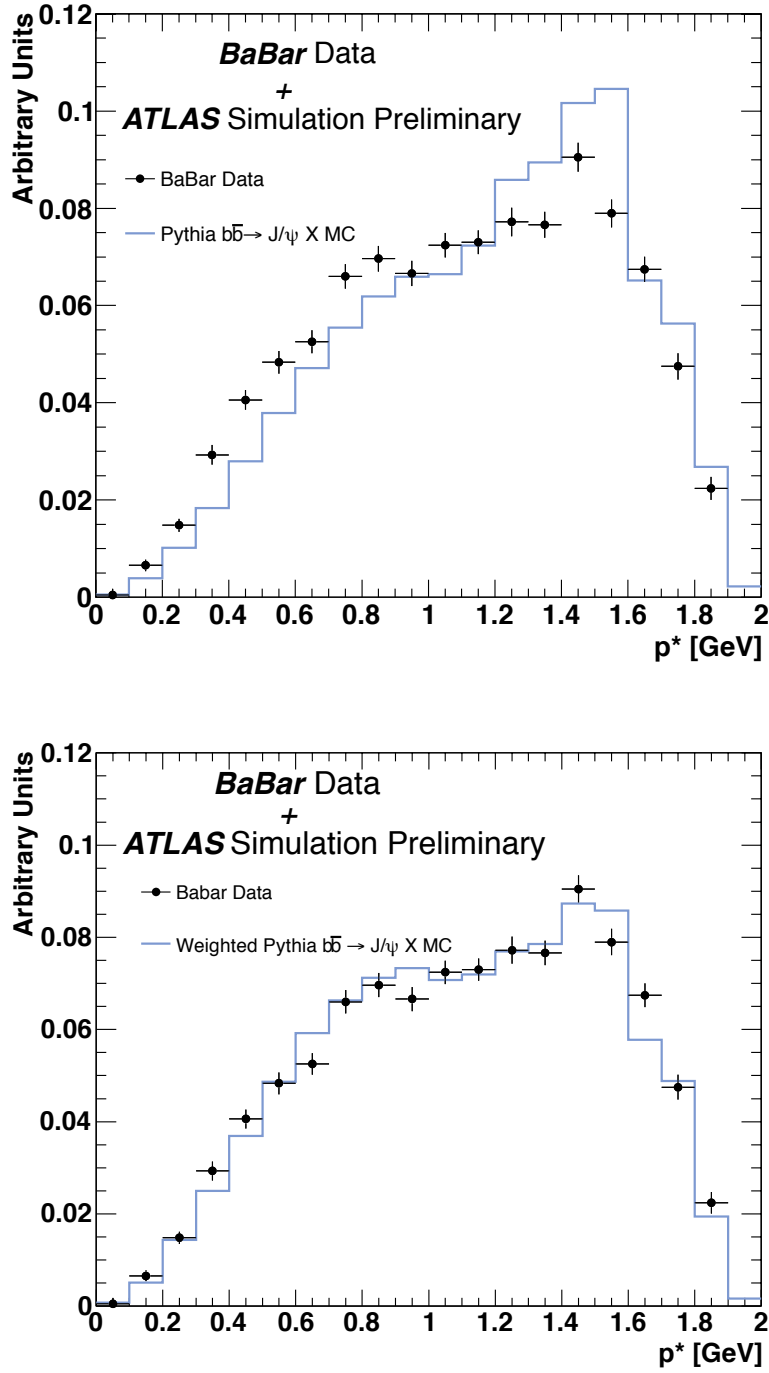 0.12
0.1
0.08
0.06
0.04
0.02
0
Arbitrary Units
BaBar Data
+
ATLAS Simulation Preliminary
BaBar Data
Pythia bb̅→ J/ψ X MC
0 0.2 0.4 0.6 0.8 1 1.2 1.4 1.6 1.8 2
p* [GeV]
0.12
0.1
0.08
0.06
0.04
0.02
0
Arbitrary Units
BaBar Data
+
ATLAS Simulation Preliminary
Babar Data
Weighted Pythia bb̅ → J/ψ X MC
0 0.2 0.4 0.6 0.8 1 1.2 1.4 1.6 1.8 2
p* [GeV]